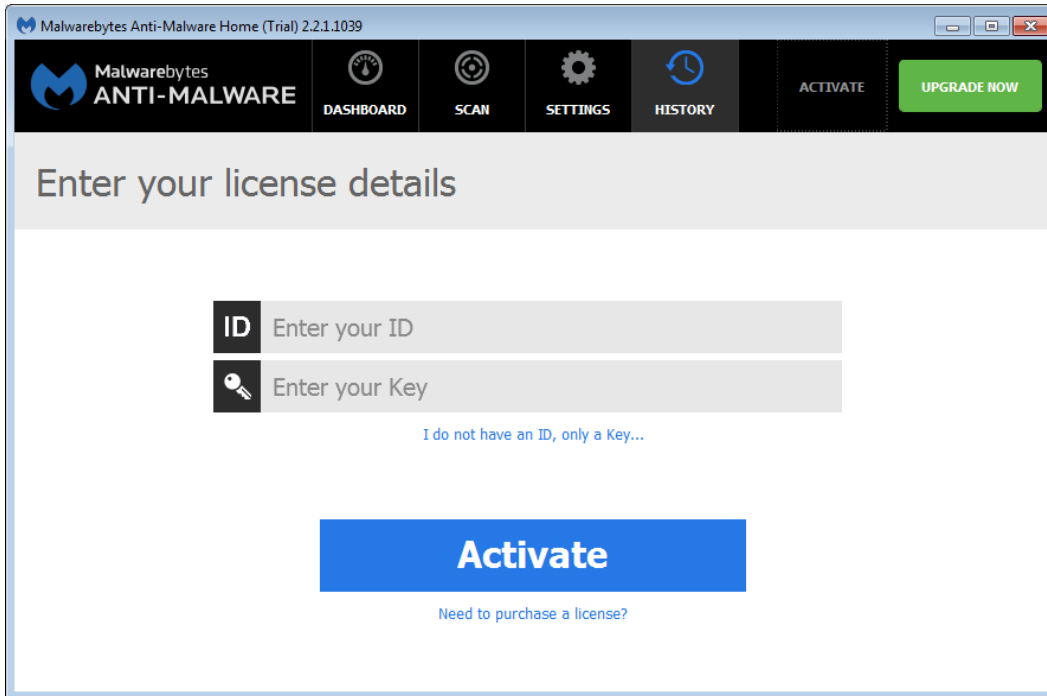 Malwarebytes Anti-Malware Home (Trial) 2.2.1.1039
Malwarebytes
ANTI-MALWARE
DASHBOARD
SCAN
SETTINGS
HISTORY
ACTIVATE
UPGRADE NOW
Enter your license details
ID
Enter your ID
Enter your Key
I do not have an ID, only a Key...
Activate
Need to purchase a license?